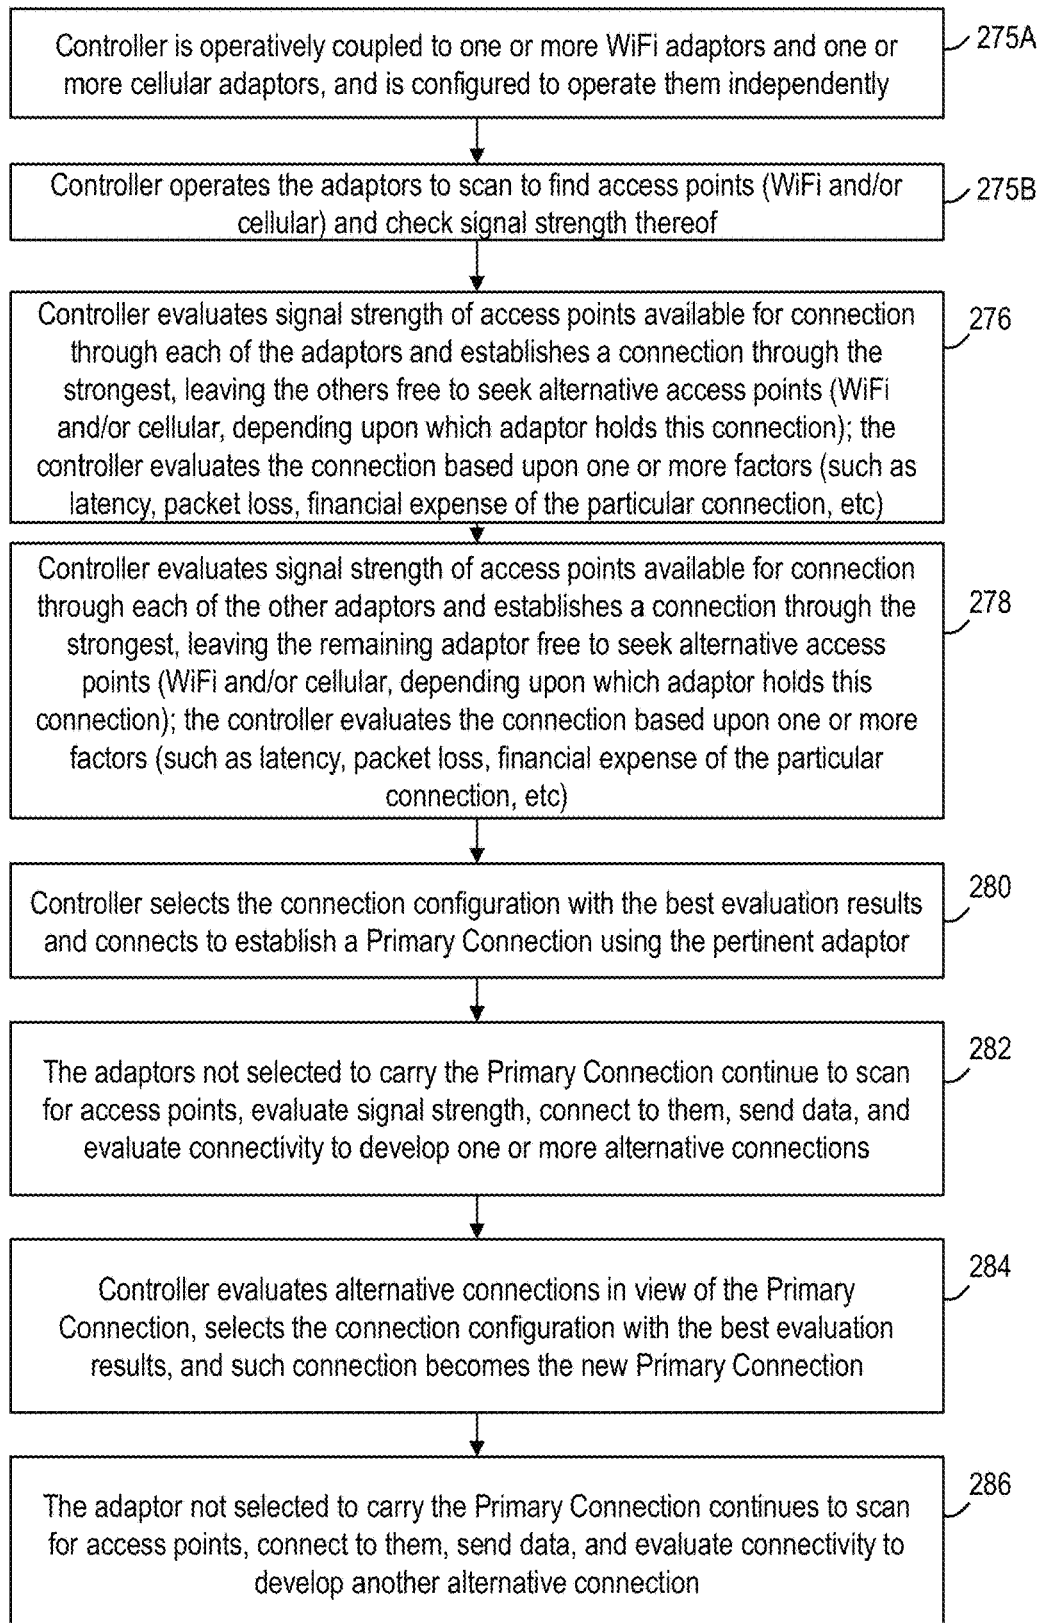 Controller is operatively coupled to one or more WiFi adaptors and one or
more cellular adaptors, and is configured to operate them independently
275A
Controller operates the adaptors to scan to find access points (WiFi and/or
cellular) and check signal strength thereof
275B
Controller evaluates signal strength of access points available for connection
through each of the adaptors and establishes a connection through the
strongest, leaving the others free to seek alternative access points (WiFi
and/or cellular, depending upon which adaptor holds this connection); the
controller evaluates the connection based upon one or more factors (such as
latency, packet loss, financial expense of the particular connection, etc)
276
Controller evaluates signal strength of access points available for connection
through each of the other adaptors and establishes a connection through the
strongest, leaving the remaining adaptor free to seek alternative access
points (WiFi and/or cellular, depending upon which adaptor holds this
connection); the controller evaluates the connection based upon one or more
factors (such as latency, packet loss, financial expense of the particular
connection, etc)
278
Controller selects the connection configuration with the best evaluation results
and connects to establish a Primary Connection using the pertinent adaptor
280
The adaptors not selected to carry the Primary Connection continue to scan
for access points, evaluate signal strength, connect to them, send data, and
evaluate connectivity to develop one or more alternative connections
282
Controller evaluates alternative connections in view of the Primary
Connection, selects the connection configuration with the best evaluation
results, and such connection becomes the new Primary Connection
284
The adaptor not selected to carry the Primary Connection continues to scan
for access points, connect to them, send data, and evaluate connectivity to
develop another alternative connection
286